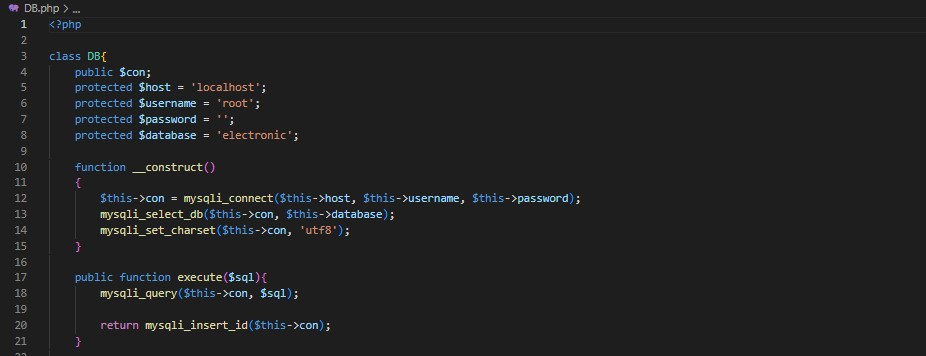 DB.php > ...
1 <?php
2
3 class DB{
4 public $con;
5 protected $host = 'localhost';
6 protected $username = 'root';
7 protected $password = '';
8 protected $database = 'electronic';
9
10 function __construct()
11 {
12 $this->con = mysqli_connect($this->host, $this->username, $this->password);
13 mysqli_select_db($this->con, $this->database);
14 mysqli_set_charset($this->con, 'utf8');
15 }
16
17 public function execute($sql){
18 mysqli_query($this->con, $sql);
19
20 return mysqli_insert_id($this->con);
21 }